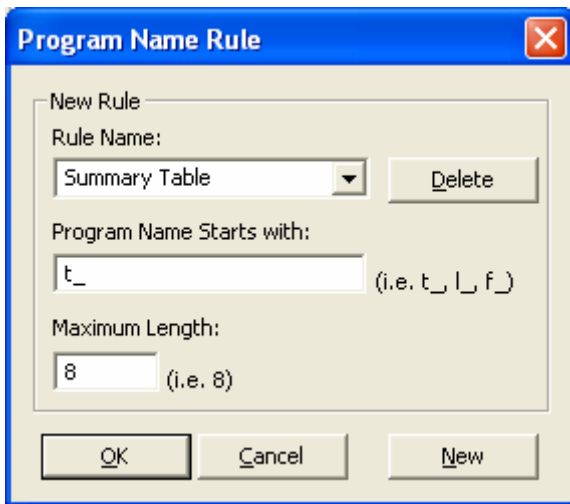 Program Name Rule
New Rule
Rule Name:
Summary Table
Delete
Program Name Starts with:
t_
(i.e. t_, l_, f_)
Maximum Length:
8
(i.e. 8)
OK
Cancel
New